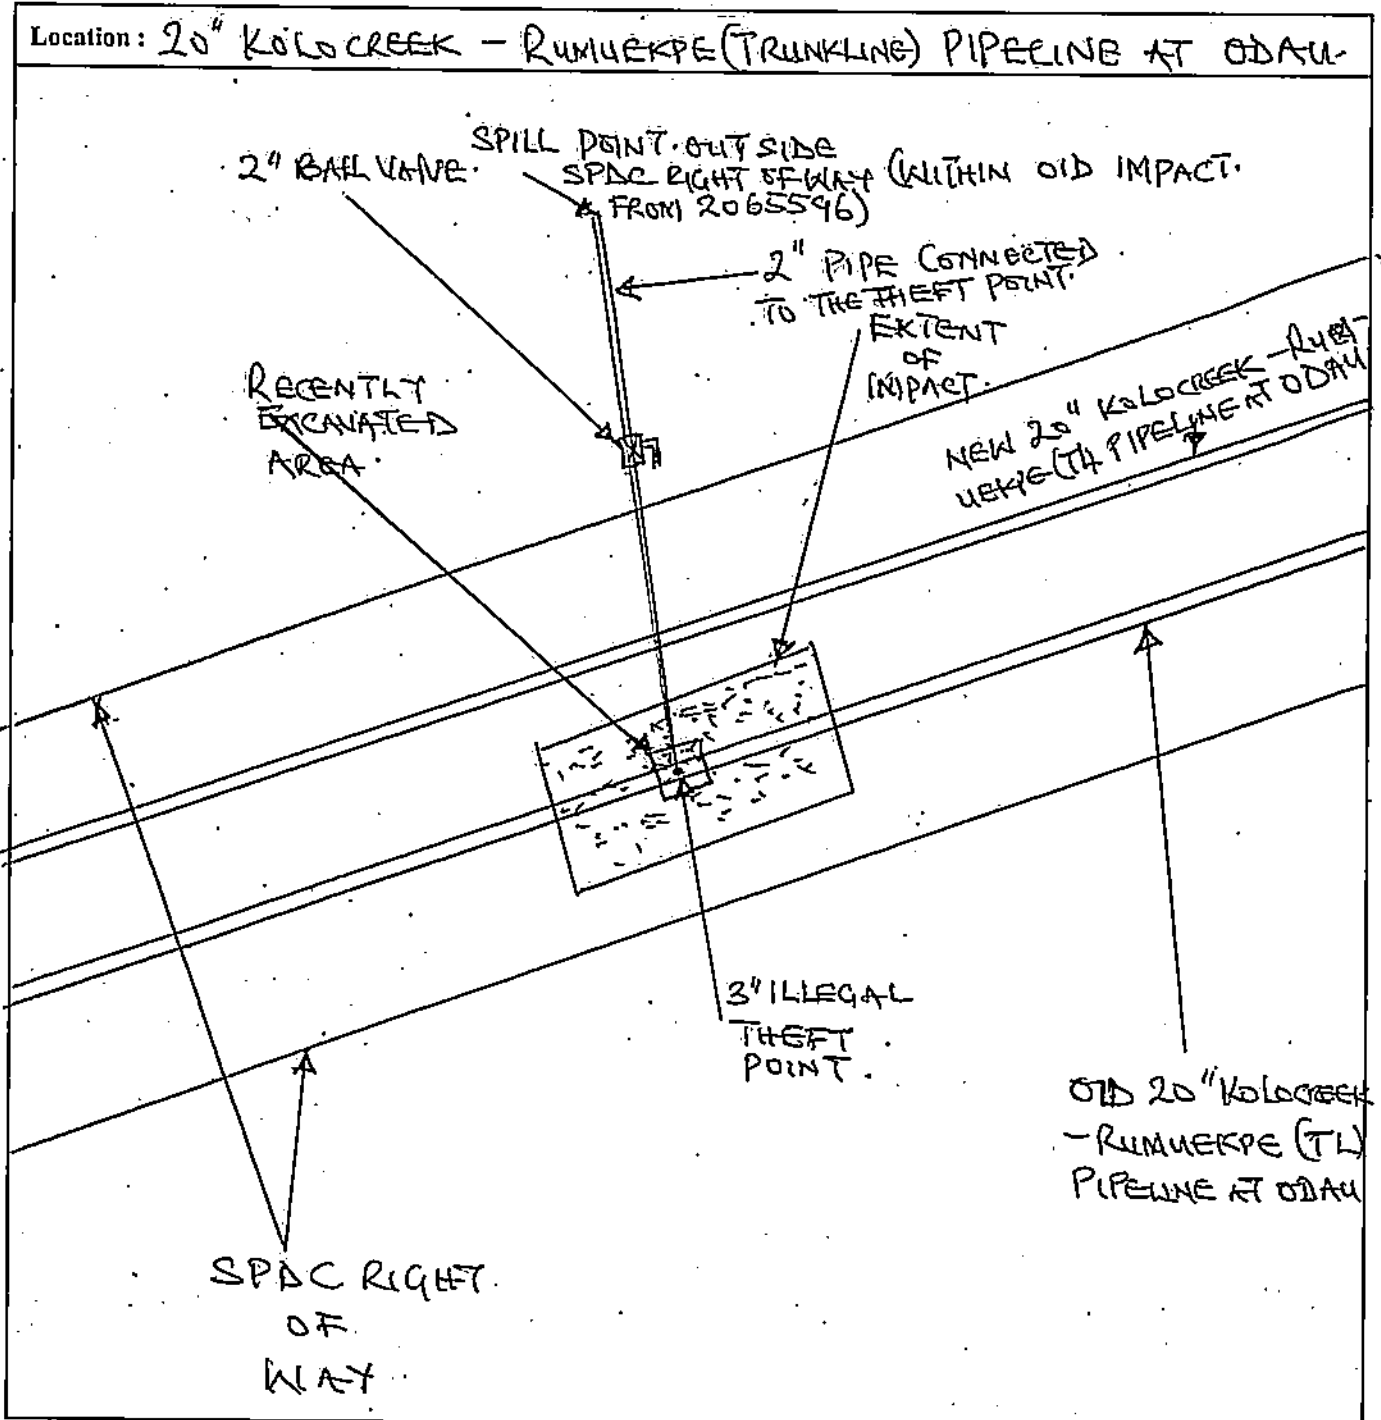 Location: 20" KOLOCREEK - RUMUEKPE (TRUNKLINE) PIPELINE AT ODAU.
SPILL POINT OUTSIDE
SPDC RIGHT OF WAY (WITHIN OLD IMPACT.
FROM 2065596)
2" BALL VALVE.
2" PIPE CONNECTED
TO THE THEFT POINT.
EXTENT
OF
IMPACT.
RECENTLY
EXCAVATED
AREA.
NEW 20" KOLOCREEK - RUM-
UEKPE (TL) PIPELINE AT ODAU
3" ILLEGAL
THEFT
POINT.
OLD 20" KOLOCREEK
- RUMUEKPE (TL)
PIPELINE AT ODAU
SPDC RIGHT
OF
WAY